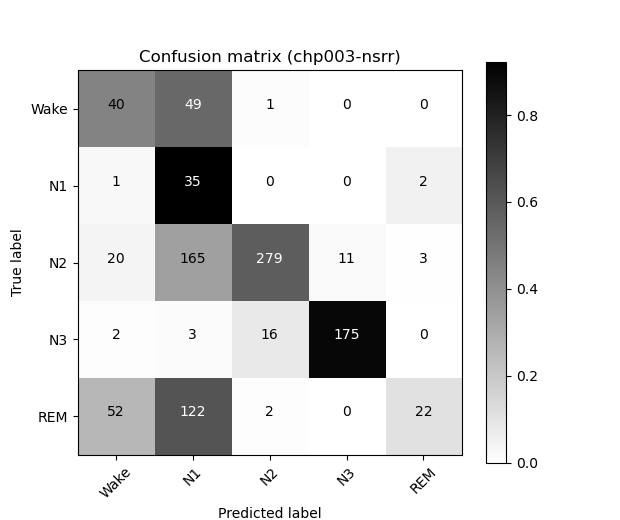 Confusion matrix (chp003-nsrr)
Wake 40 49 1 0 0
N1 1 35 0 0 2
N2 20 165 279 11 3
N3 2 3 16 175 0
REM 52 122 2 0 22
Wake N1 N2 N3 REM
Predicted label
True label
0.8
0.6
0.4
0.2
0.0